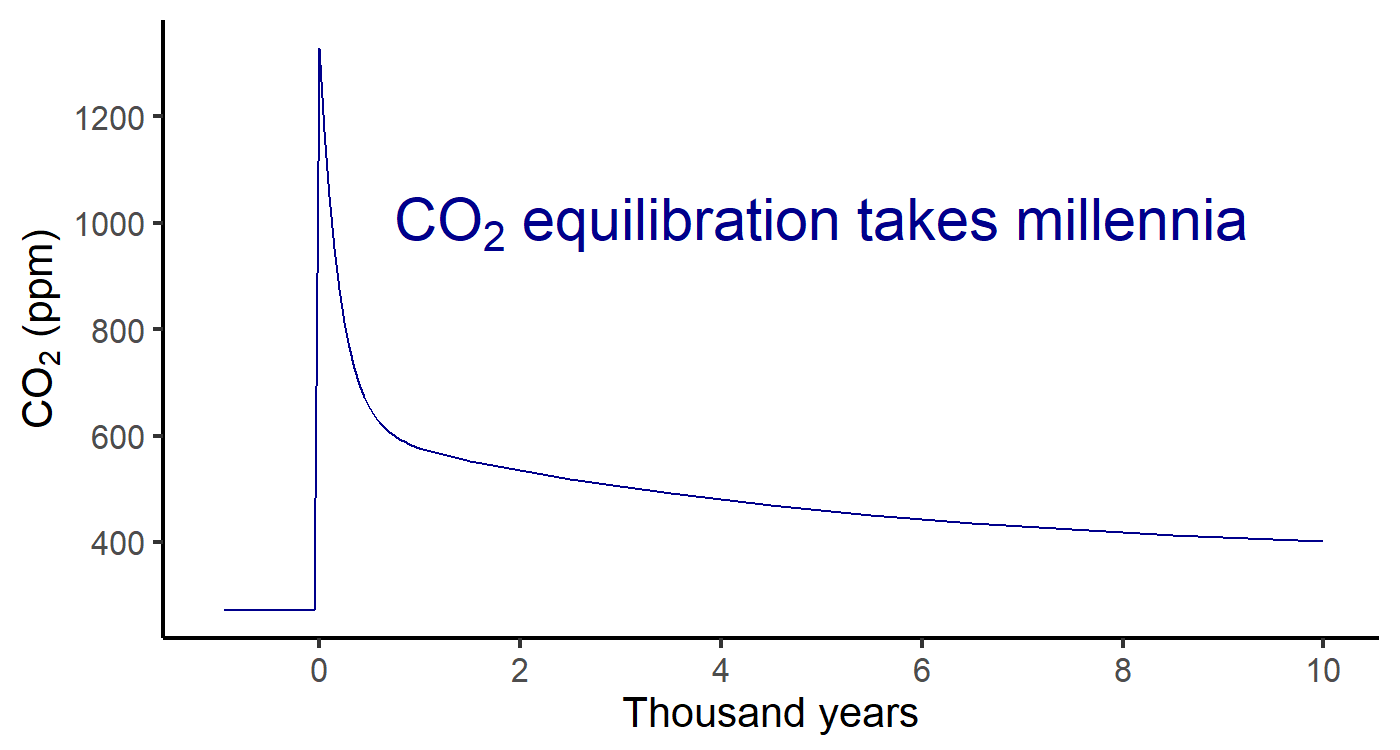 CO₂ equilibration takes millennia
CO₂ (ppm)
1200
1000
800
600
400
0 2 4 6 8 10
Thousand years